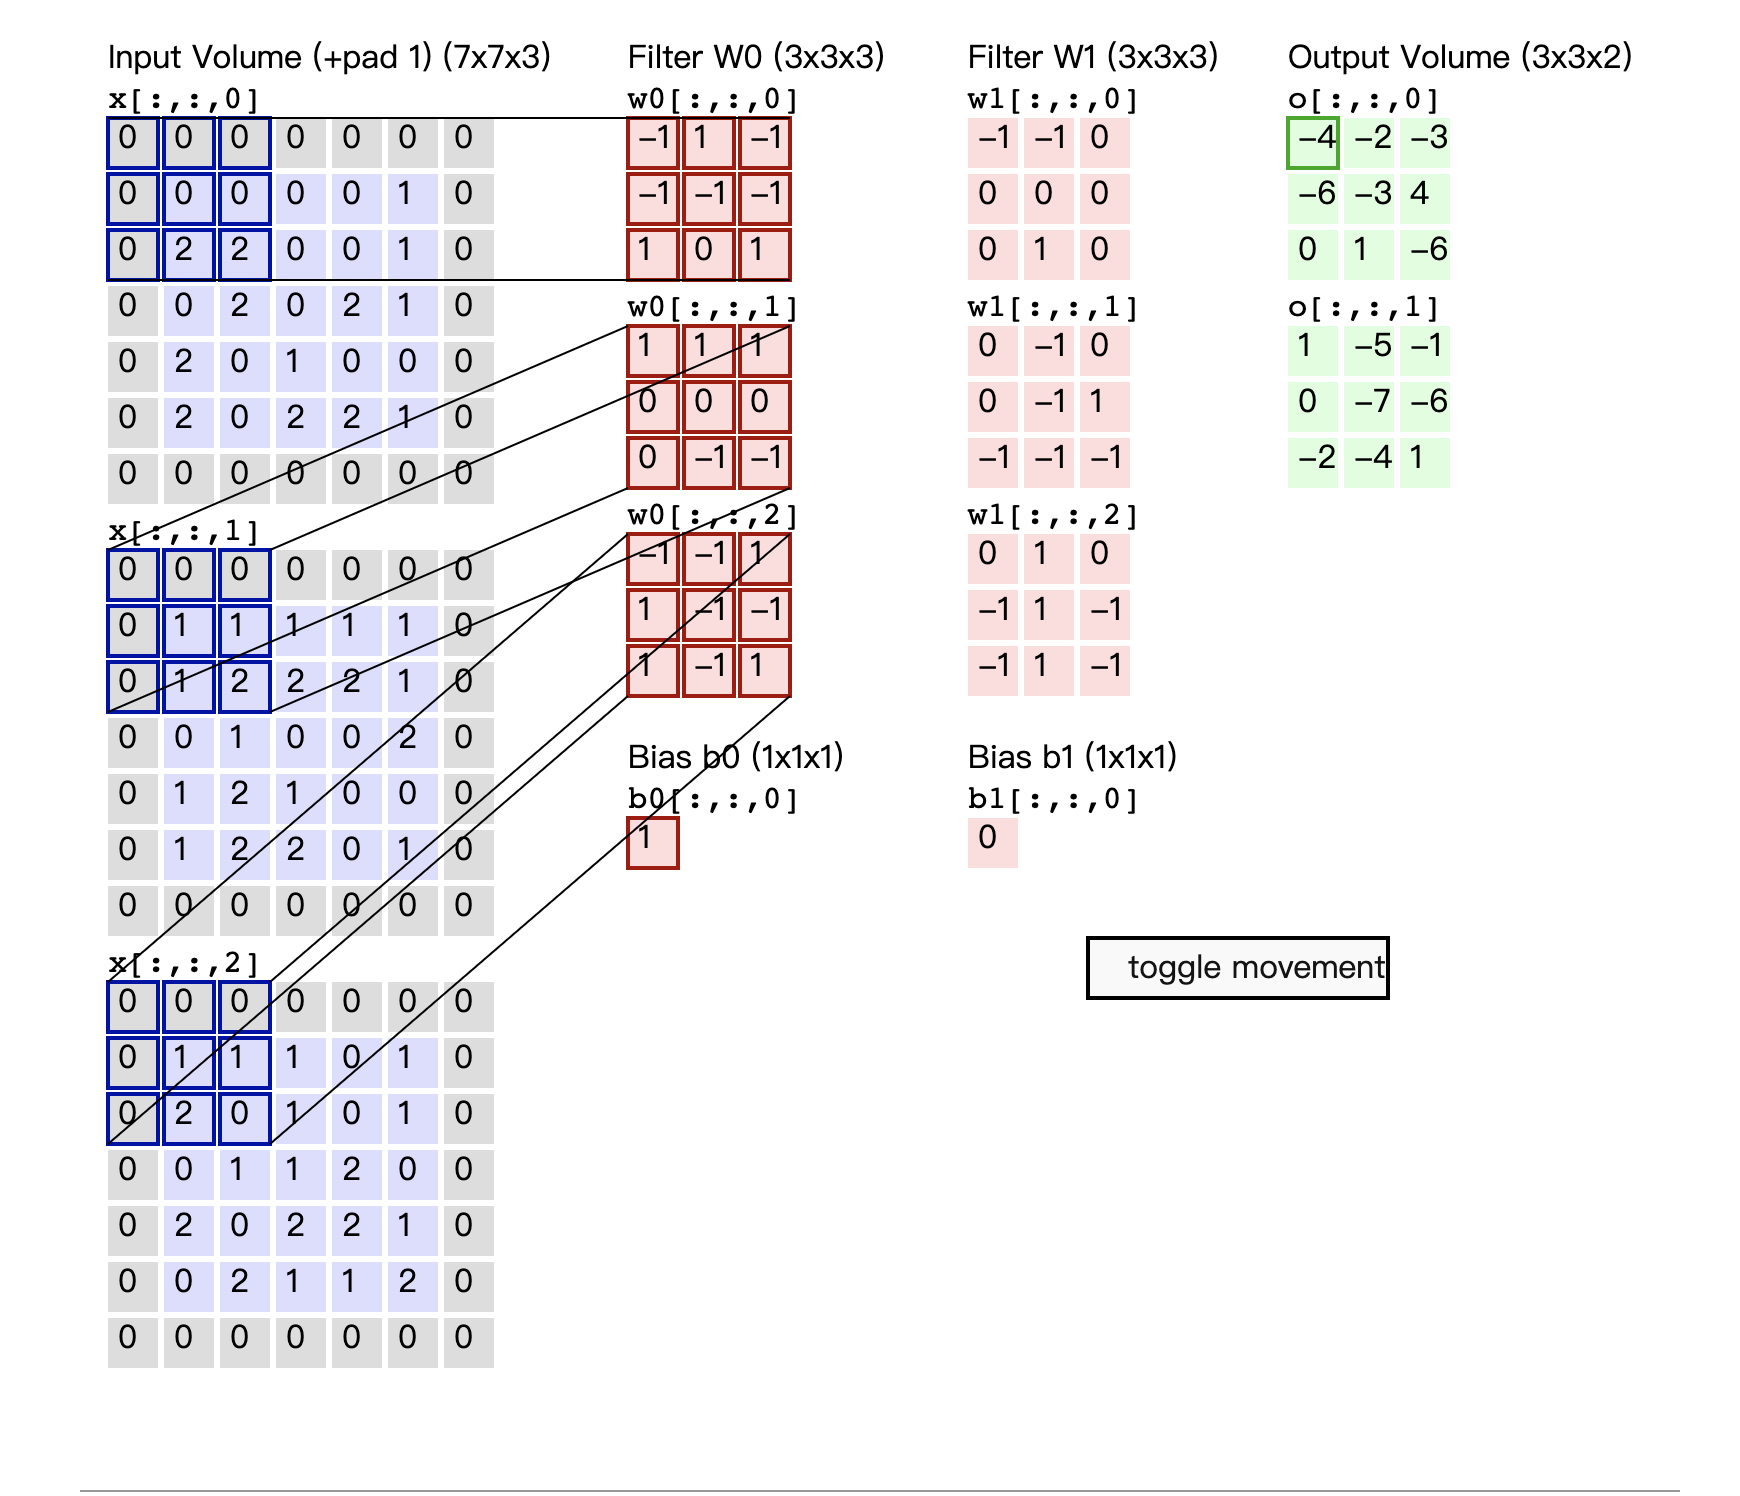 Input Volume (+pad 1) (7x7x3)
x[:,:,0]
0 0 0 0 0 0 0
0 0 0 0 0 1 0
0 2 2 0 0 1 0
0 0 2 0 2 1 0
0 2 0 1 0 0 0
0 2 0 2 2 1 0
0 0 0 0 0 0 0
x[:,:,1]
0 0 0 0 0 0 0
0 1 1 1 1 1 0
0 1 2 2 2 1 0
0 0 1 0 0 2 0
0 1 2 1 0 0 0
0 1 2 2 0 1 0
0 0 0 0 0 0 0
x[:,:,2]
0 0 0 0 0 0 0
0 1 1 1 0 1 0
0 2 0 1 0 1 0
0 0 1 1 2 0 0
0 2 0 2 2 1 0
0 0 2 1 1 2 0
0 0 0 0 0 0 0
Filter W0 (3x3x3)
w0[:,:,0]
–1 1 –1
–1 –1 –1
1 0 1
w0[:,:,1]
1 1 1
0 0 0
0 –1 –1
w0[:,:,2]
–1 –1 1
1 –1 –1
1 –1 1
Bias b0 (1x1x1)
b0[:,:,0]
1
Filter W1 (3x3x3)
w1[:,:,0]
–1 –1 0
0 0 0
0 1 0
w1[:,:,1]
0 –1 0
0 –1 1
–1 –1 –1
w1[:,:,2]
0 1 0
–1 1 –1
–1 1 –1
Bias b1 (1x1x1)
b1[:,:,0]
0
Output Volume (3x3x2)
o[:,:,0]
–4 –2 –3
–6 –3 4
0 1 –6
o[:,:,1]
1 –5 –1
0 –7 –6
–2 –4 1
toggle movement